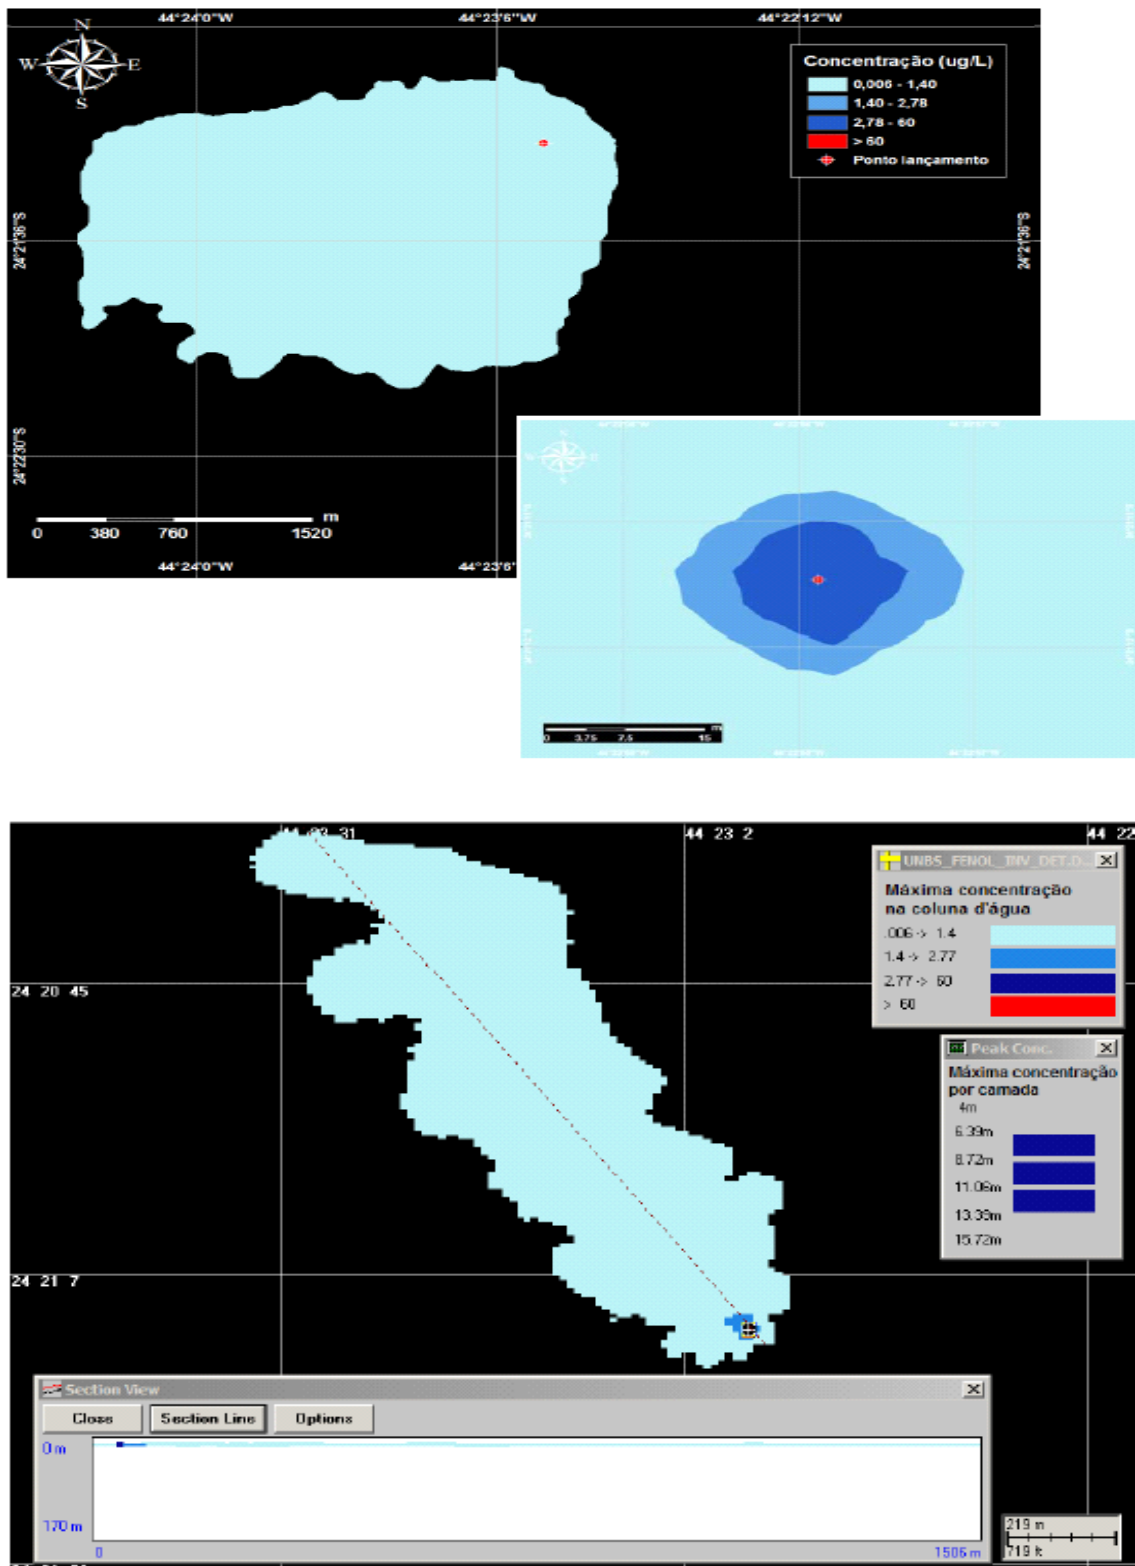 44°24'0"W 44°23'6"W 44°22'12"W
N
W E
S
Concentração (ug/L)
0,006 - 1,40
1,40 - 2,78
2,78 - 60
> 60
Ponto lançamento
24°21'36"S 24°21'36"S
24°22'30"S
m
0 380 760 1520
44°24'0"W 44°23'6"
m
0 3,75 7,5 15
44 23 31 44 23 2 44 22
24 20 45
24 21 7
UNBS_FENOL_INV_DET.D...
Máxima concentração
na coluna d'água
.006 -> 1.4
1.4 -> 2.77
2.77 -> 60
> 60
Peak Conc.
Máxima concentração
por camada
4m
6.39m
8.72m
11.06m
13.39m
15.72m
Section View
Close Section Line Options
0 m
170 m
0 1506 m
219 m
719 ft